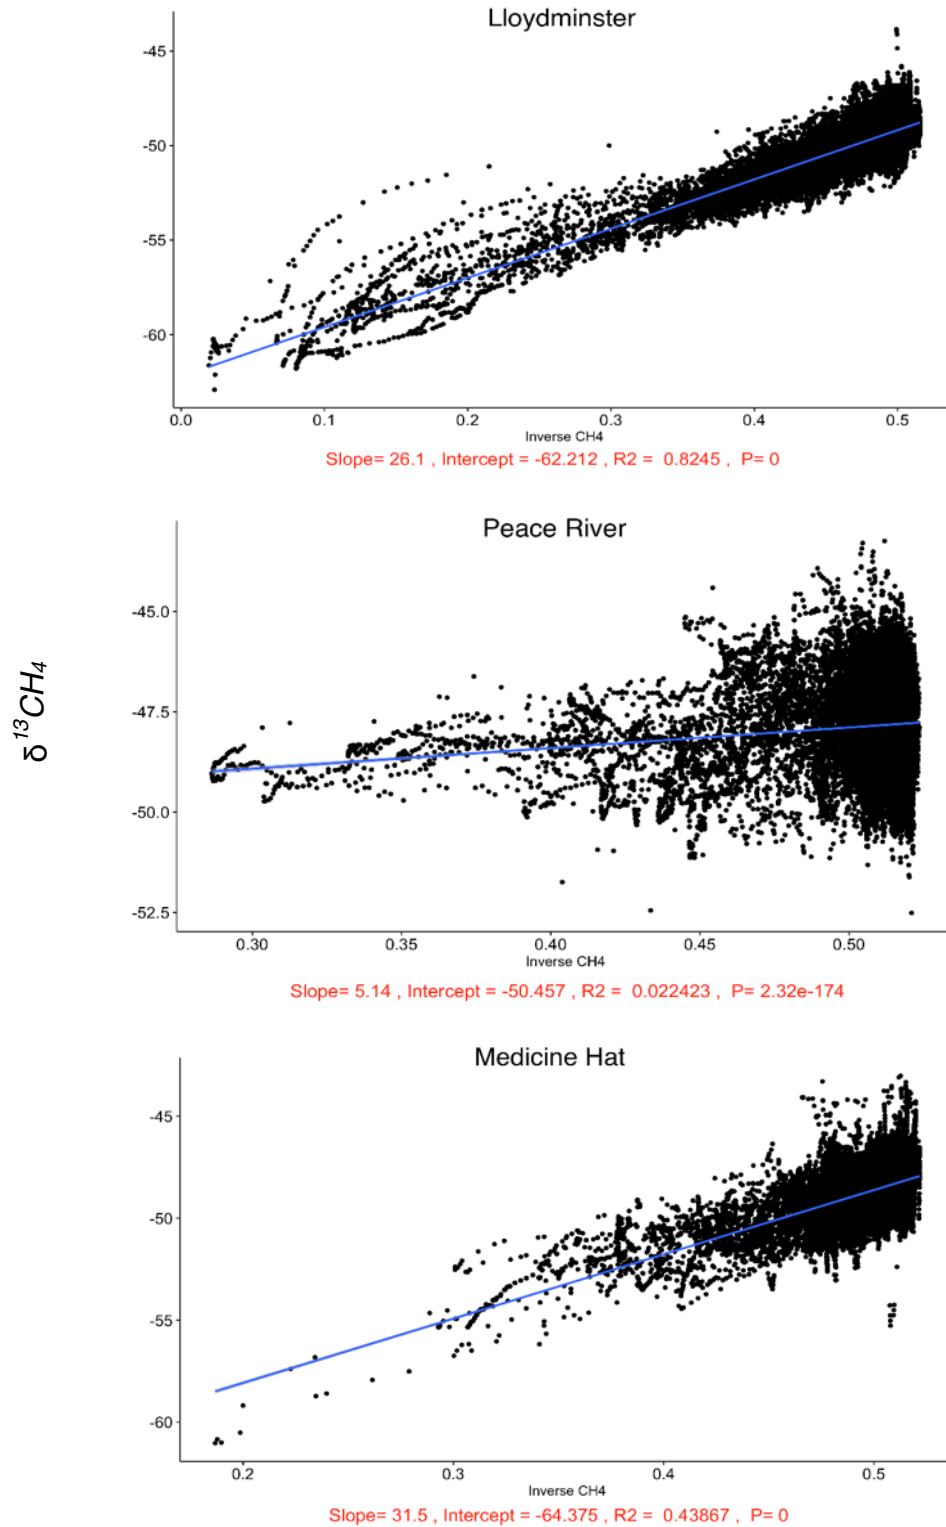 Lloydminster
-45
-50
-55
-60
0.0 0.1 0.2 0.3 0.4 0.5
Inverse CH4
Slope= 26.1 , Intercept = -62.212 , R2 =  0.8245 ,  P= 0
Peace River
δ ¹³CH₄
-45.0
-47.5
-50.0
-52.5
0.30 0.35 0.40 0.45 0.50
Inverse CH4
Slope= 5.14 , Intercept = -50.457 , R2 =  0.022423 ,  P= 2.32e-174
Medicine Hat
-45
-50
-55
-60
0.2 0.3 0.4 0.5
Inverse CH4
Slope= 31.5 , Intercept = -64.375 , R2 =  0.43867 ,  P= 0